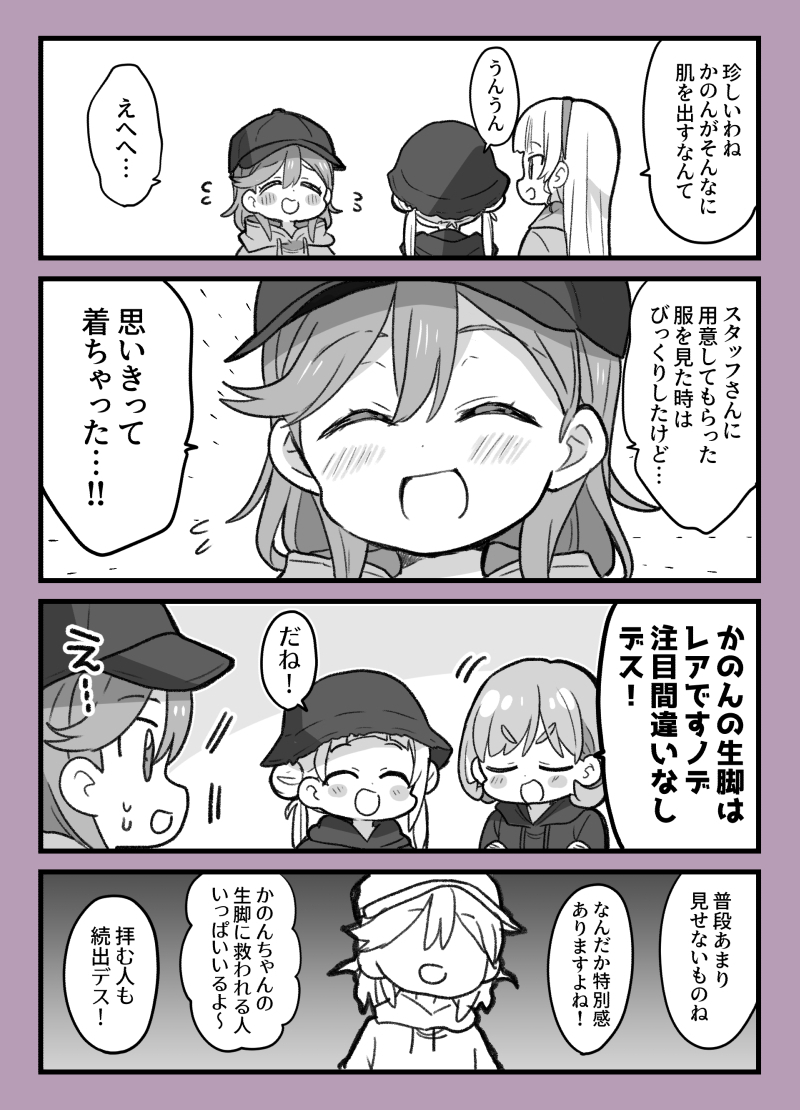 珍しいわね
かのんがそんなに
肌を出すなんて
うんうん
えへへ…
スタッフさんに
用意してもらった
服を見た時は
びっくりしたけど…
思いきって
着ちゃった…!!
かのんの生脚は
レアですノデ
注目間違いなし
デス！
だね！
え…
普段あまり
見せないものね
なんだか特別感
ありますよね！
かのんちゃんの
生脚に救われる人
いっぱいいるよ〜
拝む人も
続出デス！